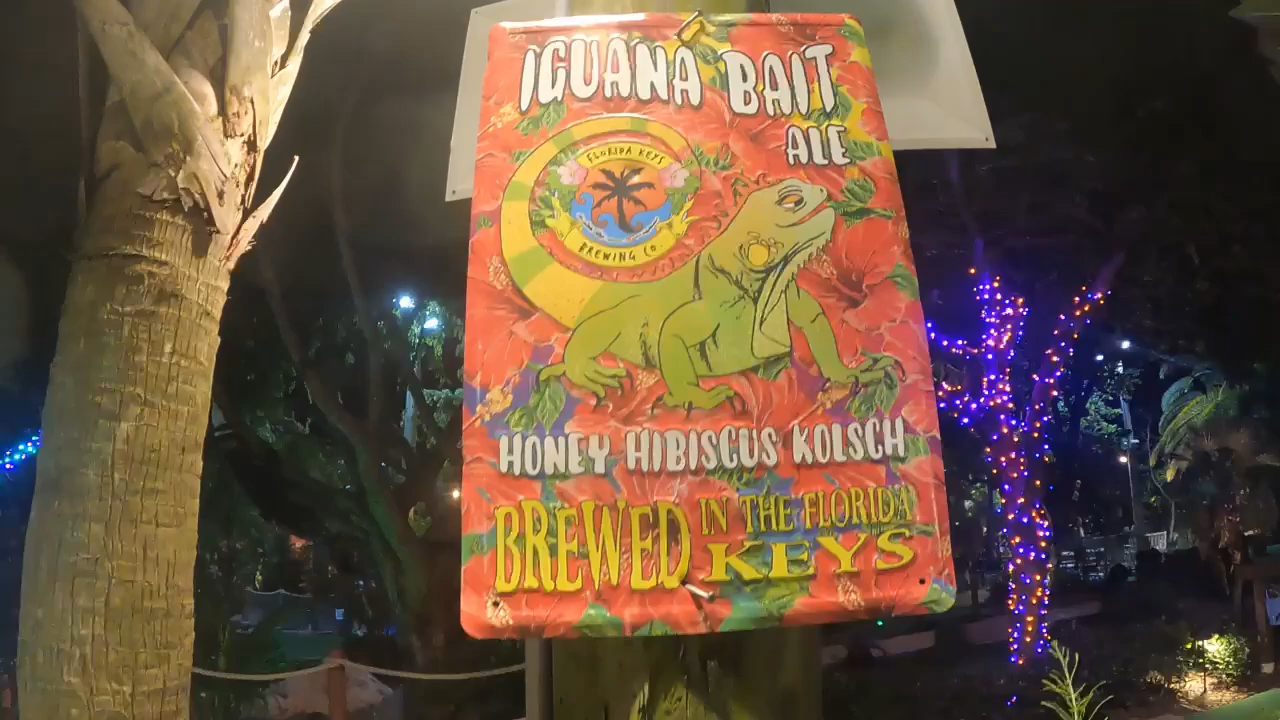 IGUANA BAIT
ALE
FLORIDA KEYS
BREWING CO.
HONEY HIBISCUS KOLSCH
BREWED IN THE FLORIDA
KEYS